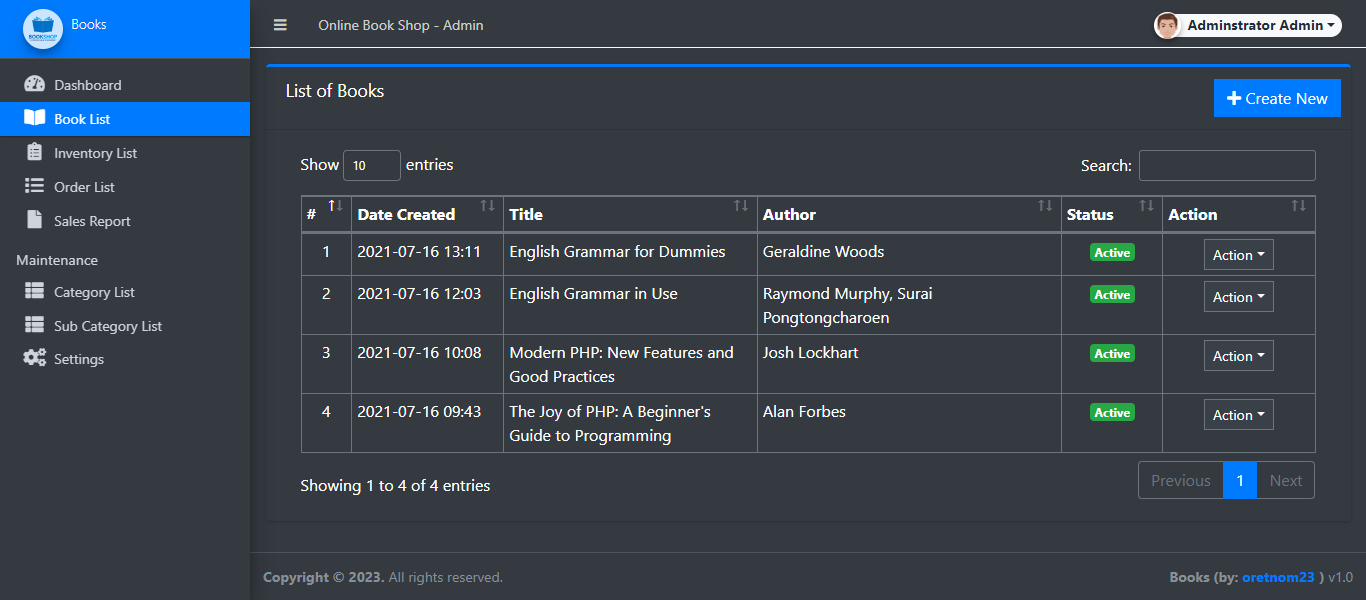 Books
BOOKSHOP
Online Book Shop - Admin
Adminstrator Admin
Dashboard
Book List
Inventory List
Order List
Sales Report
Maintenance
Category List
Sub Category List
Settings
List of Books
Create New
Show 10 entries
Search:
# Date Created Title Author Status Action
1 2021-07-16 13:11 English Grammar for Dummies Geraldine Woods Active Action
2 2021-07-16 12:03 English Grammar in Use Raymond Murphy, Surai Active Action
Pongtongcharoen
3 2021-07-16 10:08 Modern PHP: New Features and Josh Lockhart Active Action
Good Practices
4 2021-07-16 09:43 The Joy of PHP: A Beginner's Alan Forbes Active Action
Guide to Programming
Showing 1 to 4 of 4 entries
Previous 1 Next
Copyright © 2023. All rights reserved.
Books (by: oretnom23 ) v1.0